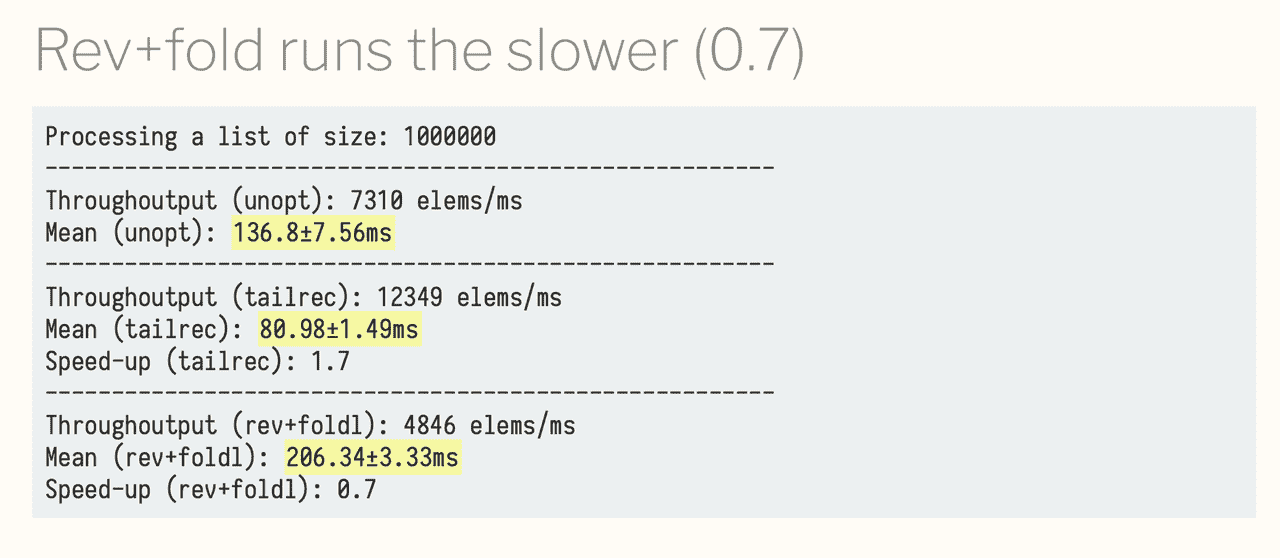 Rev+fold runs the slower (0.7)
Processing a list of size: 1000000
-------------------------------------------------------
Throughoutput (unopt): 7310 elems/ms
Mean (unopt): 136.8±7.56ms
-------------------------------------------------------
Throughoutput (tailrec): 12349 elems/ms
Mean (tailrec): 80.98±1.49ms
Speed-up (tailrec): 1.7
-------------------------------------------------------
Throughoutput (rev+foldl): 4846 elems/ms
Mean (rev+foldl): 206.34±3.33ms
Speed-up (rev+foldl): 0.7